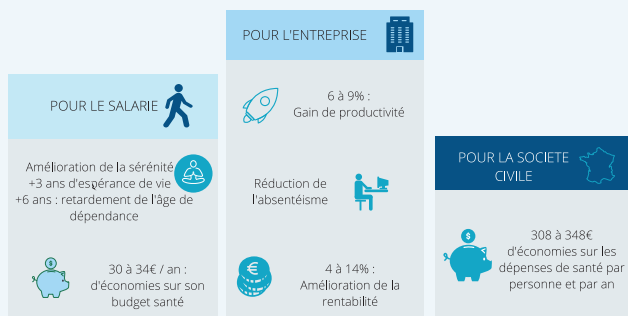 POUR LE SALARIE
Amélioration de la sérénité
+3 ans d'espérance de vie
+6 ans : retardement de l'âge de
dépendance
30 à 34€ / an :
d'économies sur son
budget santé
POUR L'ENTREPRISE
6 à 9% :
Gain de productivité
Réduction de
l'absentéisme
4 à 14% :
Amélioration de la
rentabilité
POUR LA SOCIETE
CIVILE
308 à 348€
d'économies sur les
dépenses de santé par
personne et par an